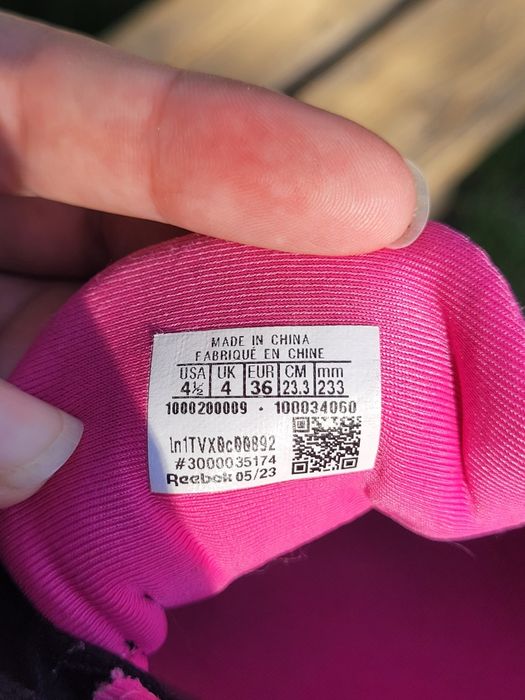 MADE IN CHINA
FABRIQUÉ EN CHINE
USA UK EUR CM mm
4½ 4 36 23.3 233
1000200009 · 100034060
ln1TVX0c00892
#3000035174
Reebok 05/23